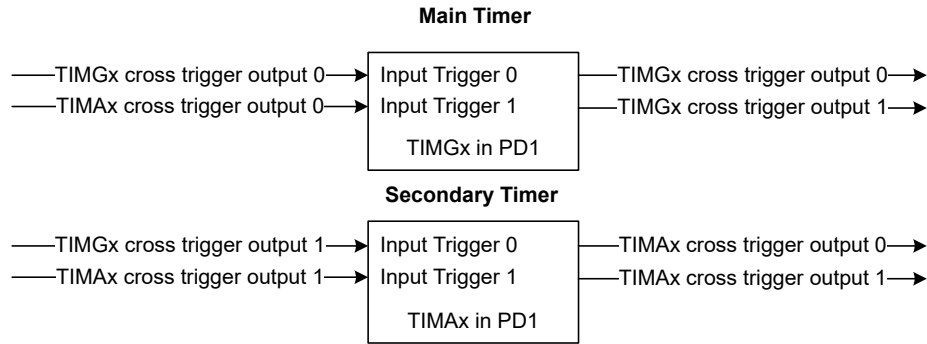 Main Timer
TIMGx cross trigger output 0 Input Trigger 0 TIMGx cross trigger output 0
TIMAx cross trigger output 0 Input Trigger 1 TIMGx cross trigger output 1
TIMGx in PD1
Secondary Timer
TIMGx cross trigger output 1 Input Trigger 0 TIMAx cross trigger output 0
TIMAx cross trigger output 1 Input Trigger 1 TIMAx cross trigger output 1
TIMAx in PD1